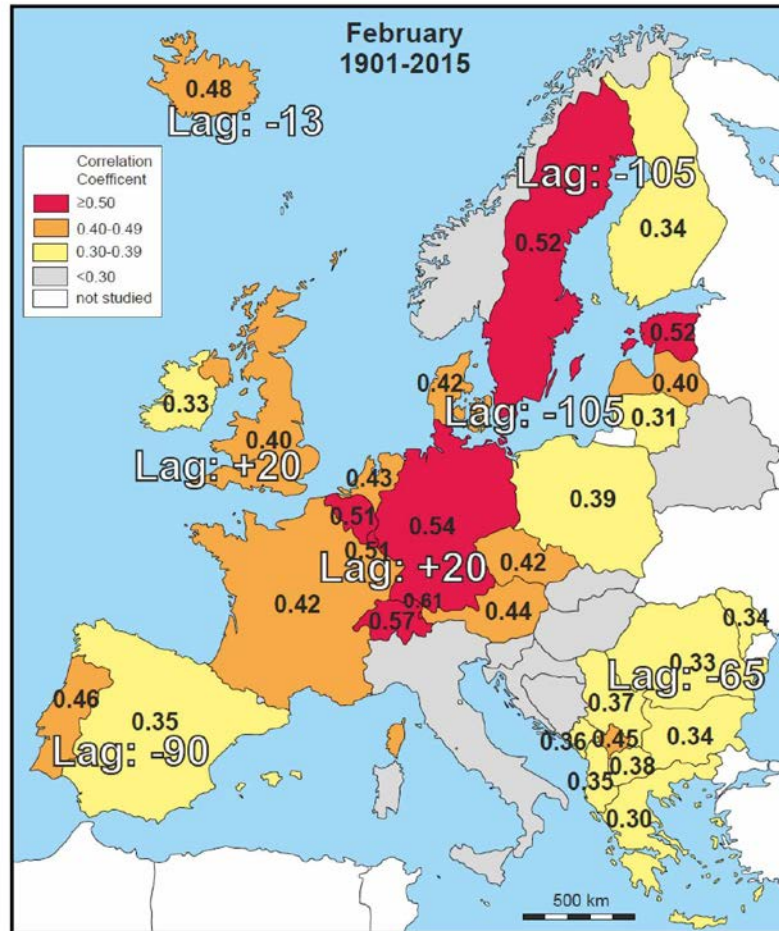 February
1901-2015
0.48
Lag: -13
Correlation
Coefficent
≥0.50
0.40-0.49
0.30-0.39
<0.30
not studied
Lag: -105
0.52
0.34
0.52
0.40
0.31
0.42
Lag: -105
0.33
0.40
Lag: +20
0.43
0.51
0.54
0.39
0.51
Lag: +20
0.42
0.42
0.61
0.57
0.44
0.34
0.33
Lag: -65
0.37
0.46
0.35
Lag: -90
0.36
0.45
0.34
0.38
0.35
0.30
500 km